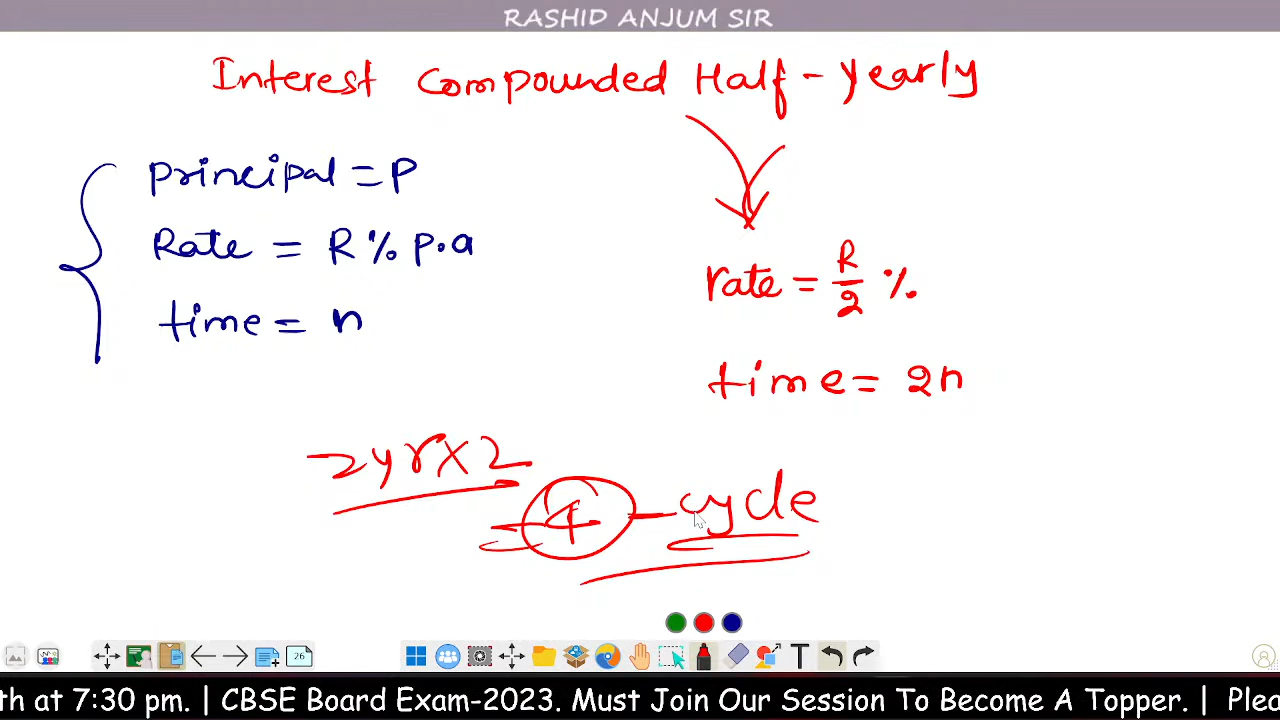 RASHID ANJUM SIR
Interest Compounded Half-yearly
principal = P
Rate = R % p.a
time = n
rate = R/2 %
time = 2n
2yr x 2
= 4 - cycle
26
T
th at 7:30 pm. | CBSE Board Exam-2023. Must Join Our Session To Become A Topper. | Plea